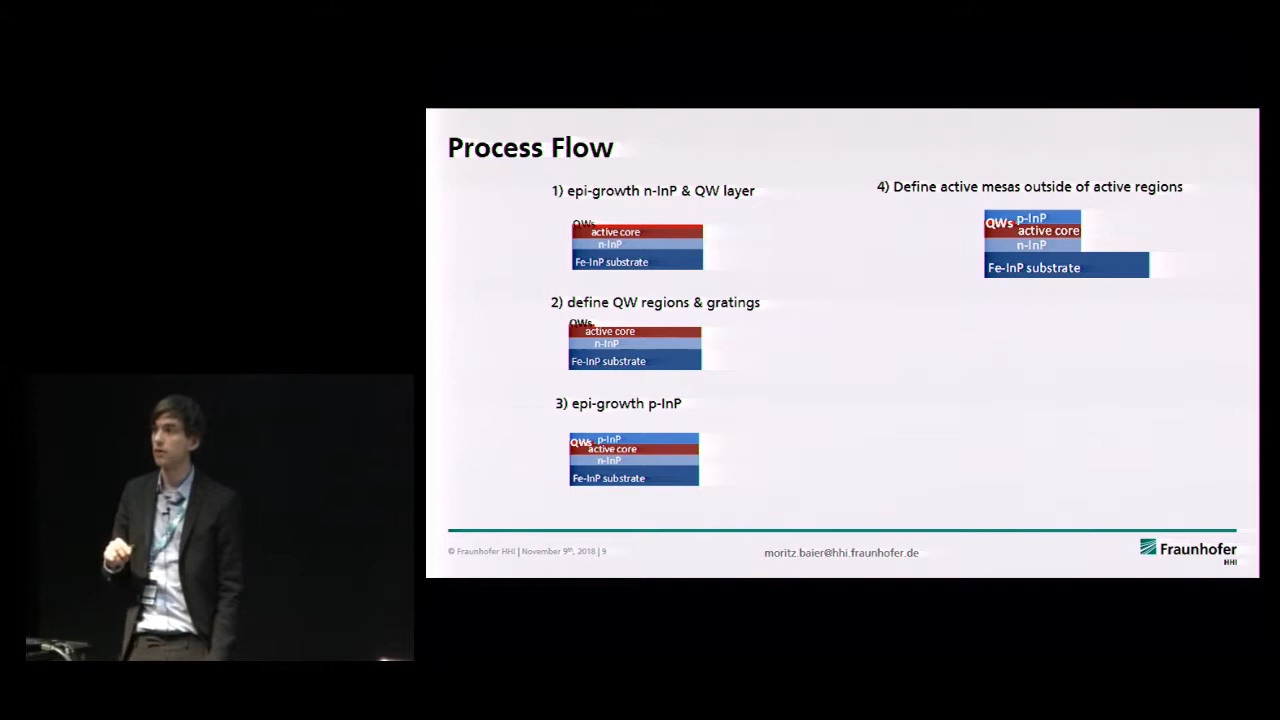 Process Flow
1) epi-growth n-InP & QW layer
QWs
active core
n-InP
Fe-InP substrate
2) define QW regions & gratings
QWs
active core
n-InP
Fe-InP substrate
3) epi-growth p-InP
QWs p-InP
active core
n-InP
Fe-InP substrate
4) Define active mesas outside of active regions
QWs p-InP
active core
n-InP
Fe-InP substrate
© Fraunhofer HHI | November 9th, 2018 | 9
moritz.baier@hhi.fraunhofer.de
Fraunhofer
HHI